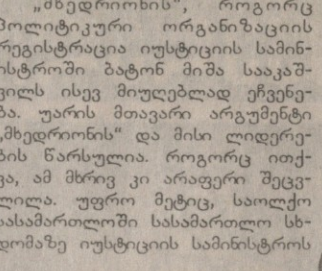 „მხედრიონის“, როგორც
პოლიტიკური ორგანიზაციის
რეგისტრაცია იუსტიციის სამინ-
ისტროში ბატონ მიშა სააკაშ-
ვილს ისევ მიუღებლად ეჩვენე-
ბა. უარის მთავარი არგუმენტი
„მხედრიონის“ და მისი ლიდერე-
ბის წარსულია. როგორც ითქ-
ვა, ამ მხრივ კი არაფერი შეცვ-
ლილა. უფრო მეტიც, საოლქო
სასამართლოში სასამართლო სხ-
დომაზე იუსტიციის სამინისტროს